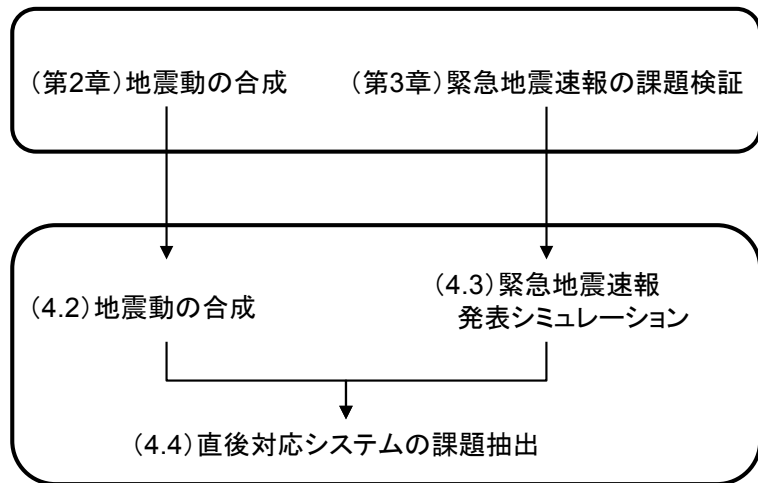 (第2章)地震動の合成
(第3章)緊急地震速報の課題検証
(4.2)地震動の合成
(4.3)緊急地震速報
発表シミュレーション
(4.4)直後対応システムの課題抽出